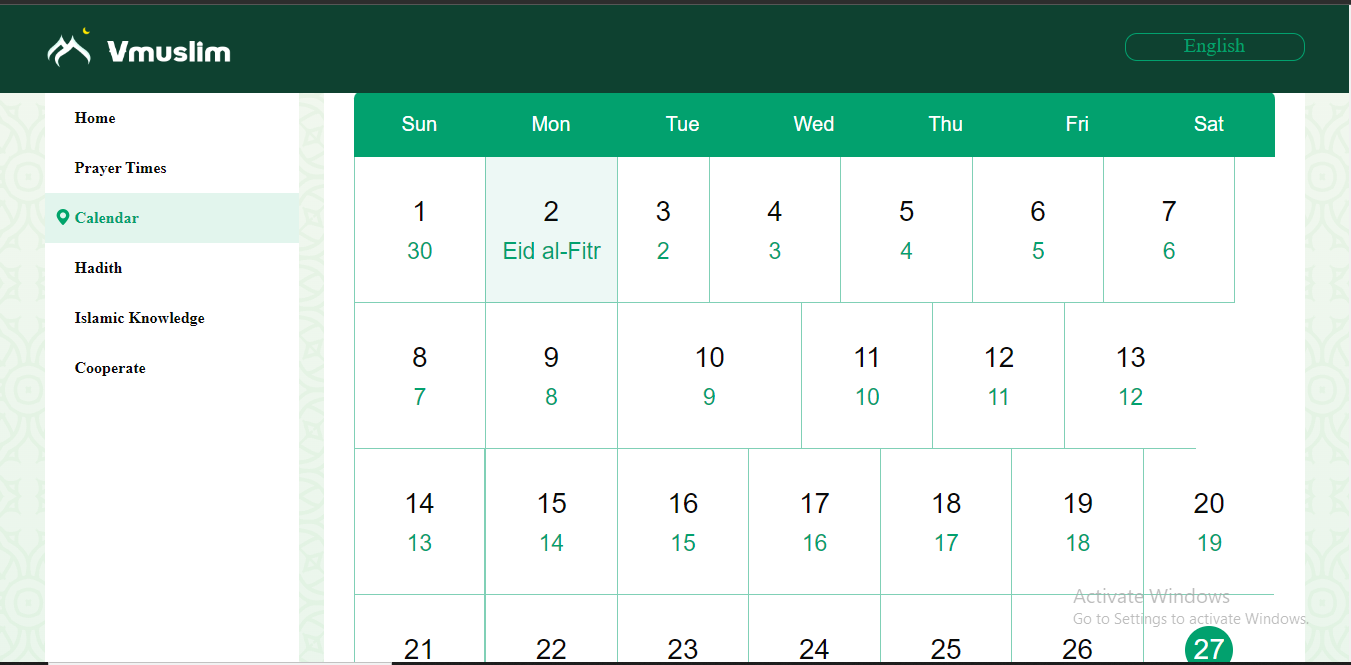 Vmuslim
English
Home
Prayer Times
Calendar
Hadith
Islamic Knowledge
Cooperate
Sun Mon Tue Wed Thu Fri Sat
1 2 3 4 5 6 7
30 Eid al-Fitr 2 3 4 5 6
8 9 10 11 12 13
7 8 9 10 11 12
14 15 16 17 18 19 20
13 14 15 16 17 18 19
Activate Windows
Go to Settings to activate Windows.
21 22 23 24 25 26 27